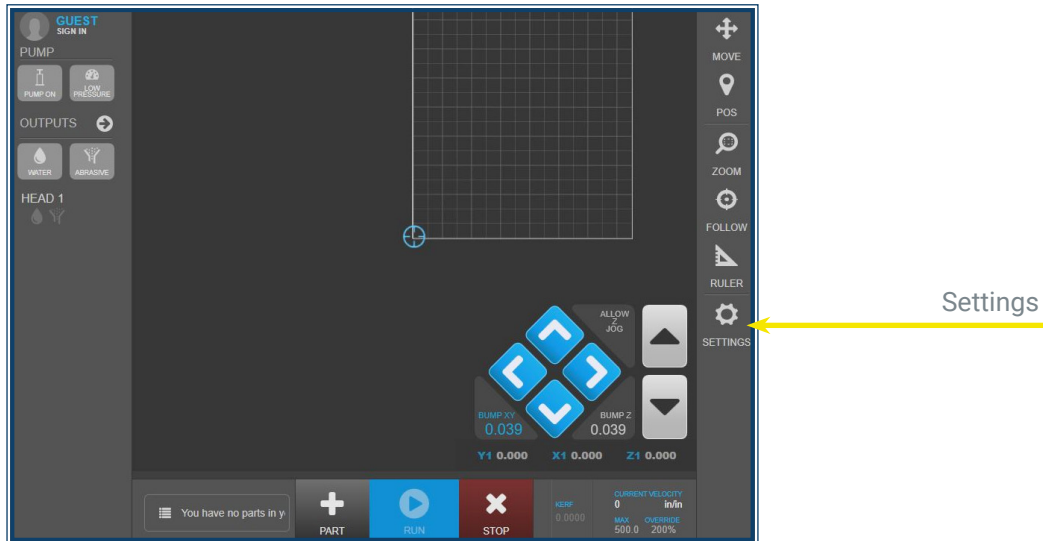 GUEST
SIGN IN
PUMP
PUMP ON
LOW
PRESSURE
OUTPUTS
WATER
ABRASIVE
HEAD 1
MOVE
POS
ZOOM
FOLLOW
RULER
SETTINGS
Settings
ALLOW
Z
JOG
BUMP XY
0.039
BUMP Z
0.039
Y1 0.000 X1 0.000 Z1 0.000
You have no parts in y
PART
RUN
STOP
KERF
0.0000
CURRENT VELOCITY
0 in/in
MAX OVERRIDE
500.0 200%